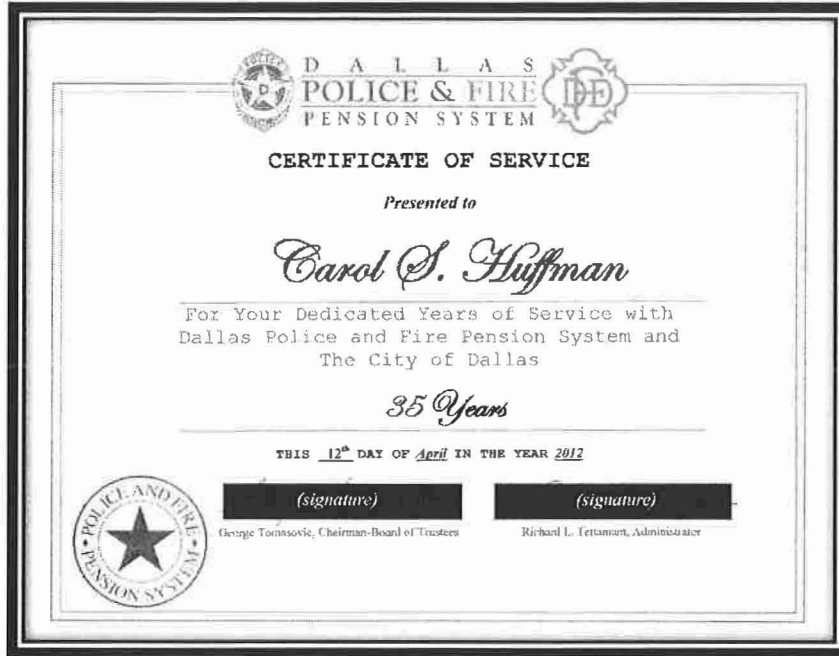 DALLAS
POLICE & FIRE
PENSION SYSTEM
D
CERTIFICATE OF SERVICE
Presented to
Carol S. Huffman
For Your Dedicated Years of Service with
Dallas Police and Fire Pension System and
The City of Dallas
35 Years
THIS 12th DAY OF April IN THE YEAR 2012
(signature) (signature)
George Tomasovic, Chairman-Board of Trustees Richard L. Tettamant, Administrator
POLICE AND FIRE
PENSION SYSTEM